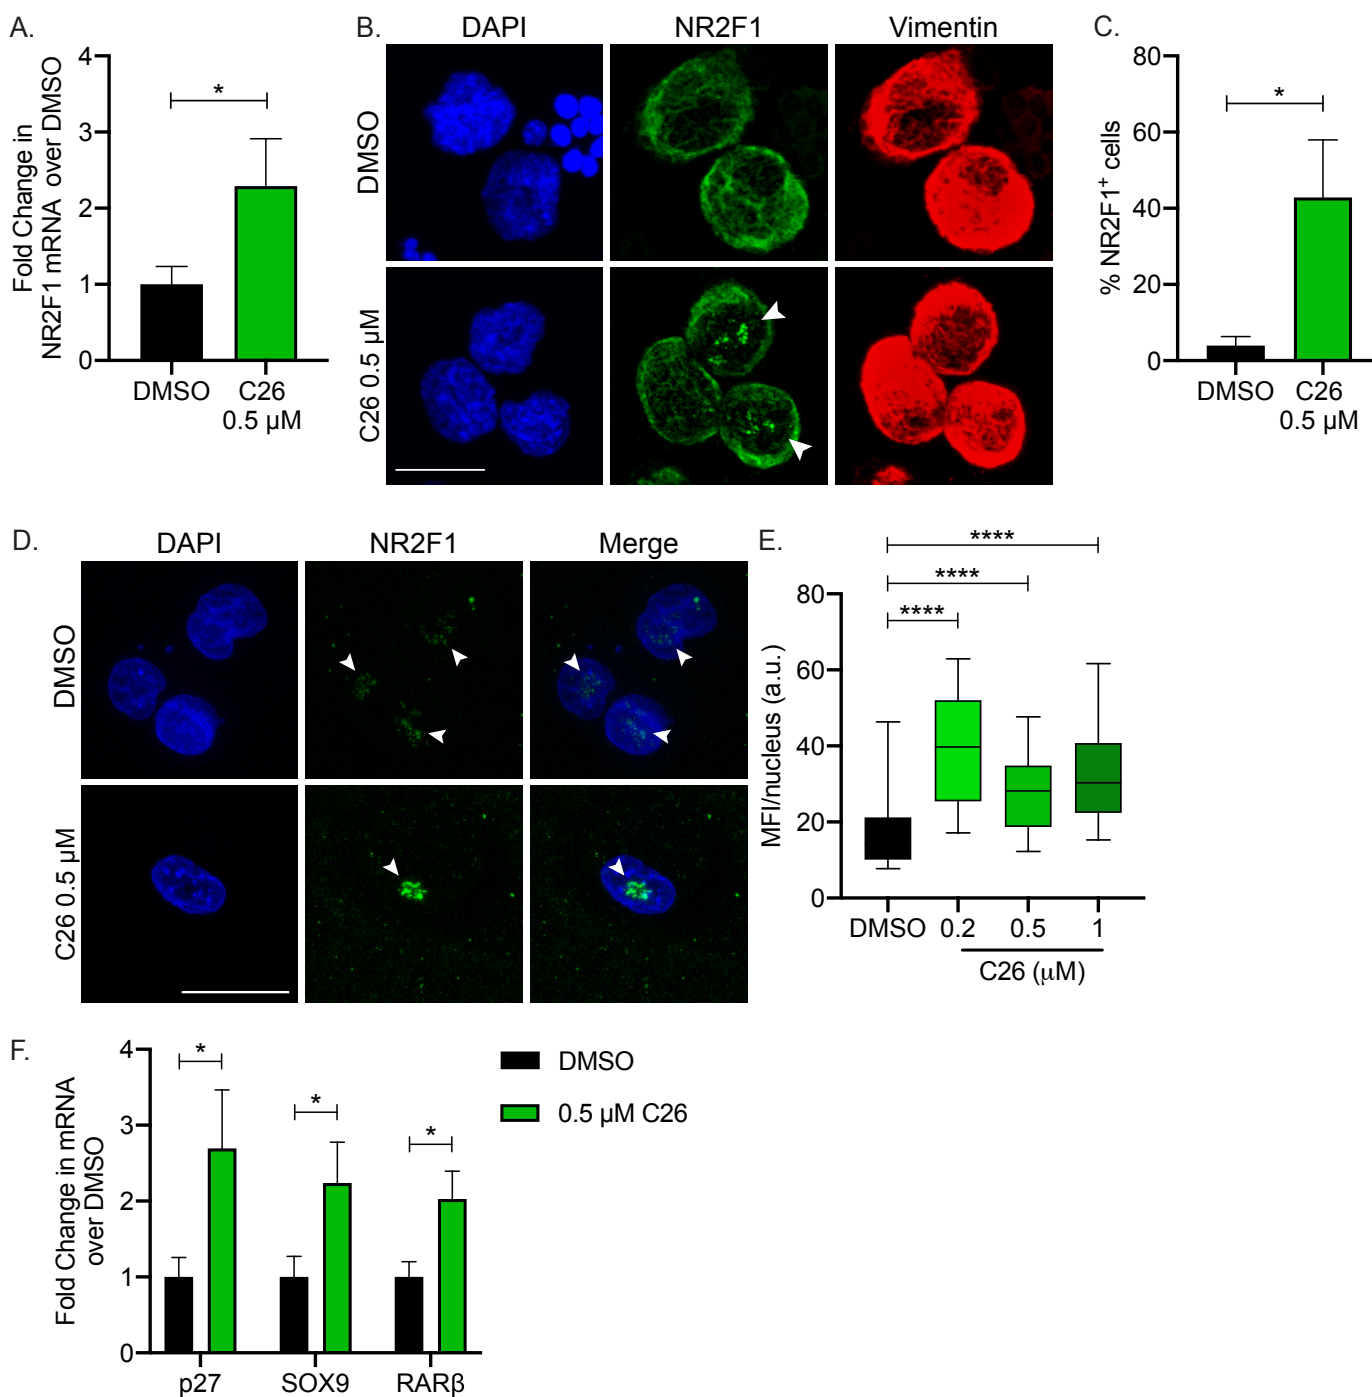 A.
Fold Change in
NR2F1 mRNA over DMSO
4
3
2
1
0
*
DMSO
C26
0.5 µM
B.
DAPI
NR2F1
Vimentin
DMSO
C26 0.5 µM
C.
% NR2F1+ cells
80
60
40
20
0
*
DMSO
C26
0.5 µM
D.
DAPI
NR2F1
Merge
DMSO
C26 0.5 µM
E.
MFI/nucleus (a.u.)
80
60
40
20
0
****
****
****
DMSO
0.2
0.5
1
C26 (µM)
F.
Fold Change in mRNA
over DMSO
4
3
2
1
0
*
*
*
p27
SOX9
RARβ
DMSO
0.5 µM C26